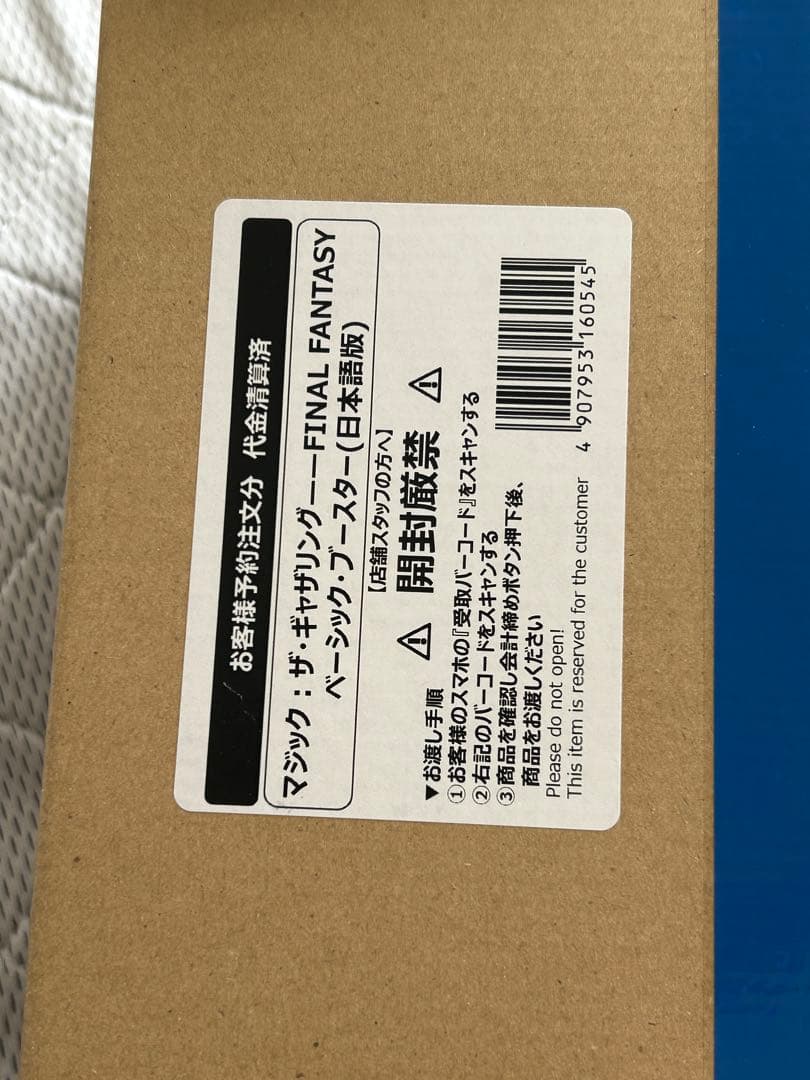 お客様予約注文分 代金清算済
マジック：ザ・ギャザリング——FINAL FANTASY
ベーシック・ブースター(日本語版)
【店舗スタッフの方へ】
⚠ 開封厳禁 ⚠
▼お渡し手順
①お客様のスマホの『受取バーコード』をスキャンする
②右記のバーコードをスキャンする
③商品を確認し会計締めボタン押下後、
商品をお渡しください
Please do not open!
This item is reserved for the customer
4 907953 160545